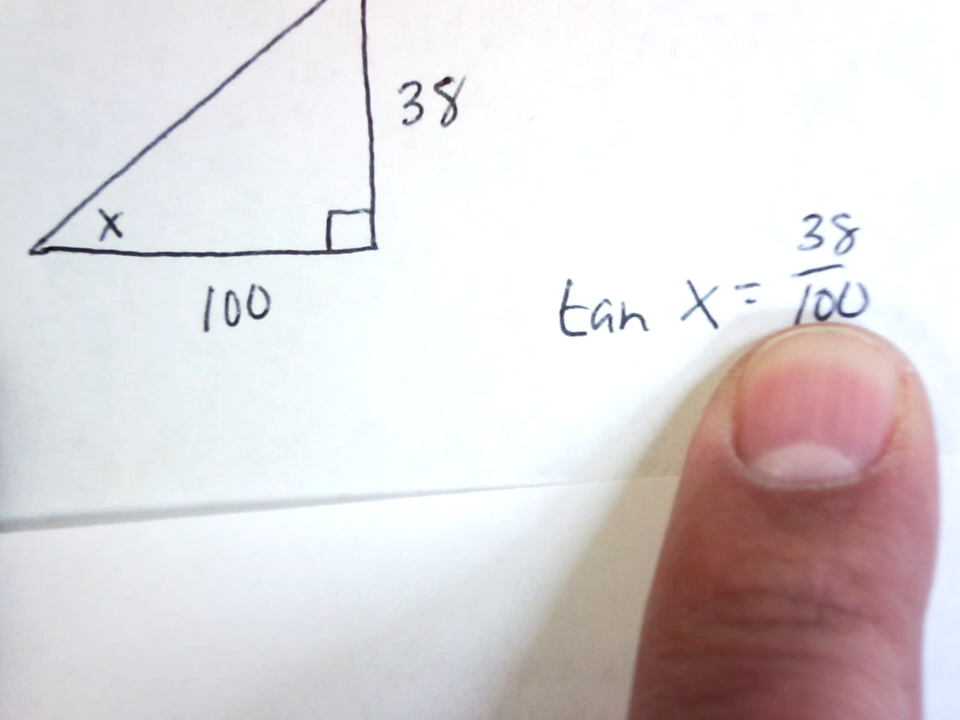 38
x
100
tan x = 38/100